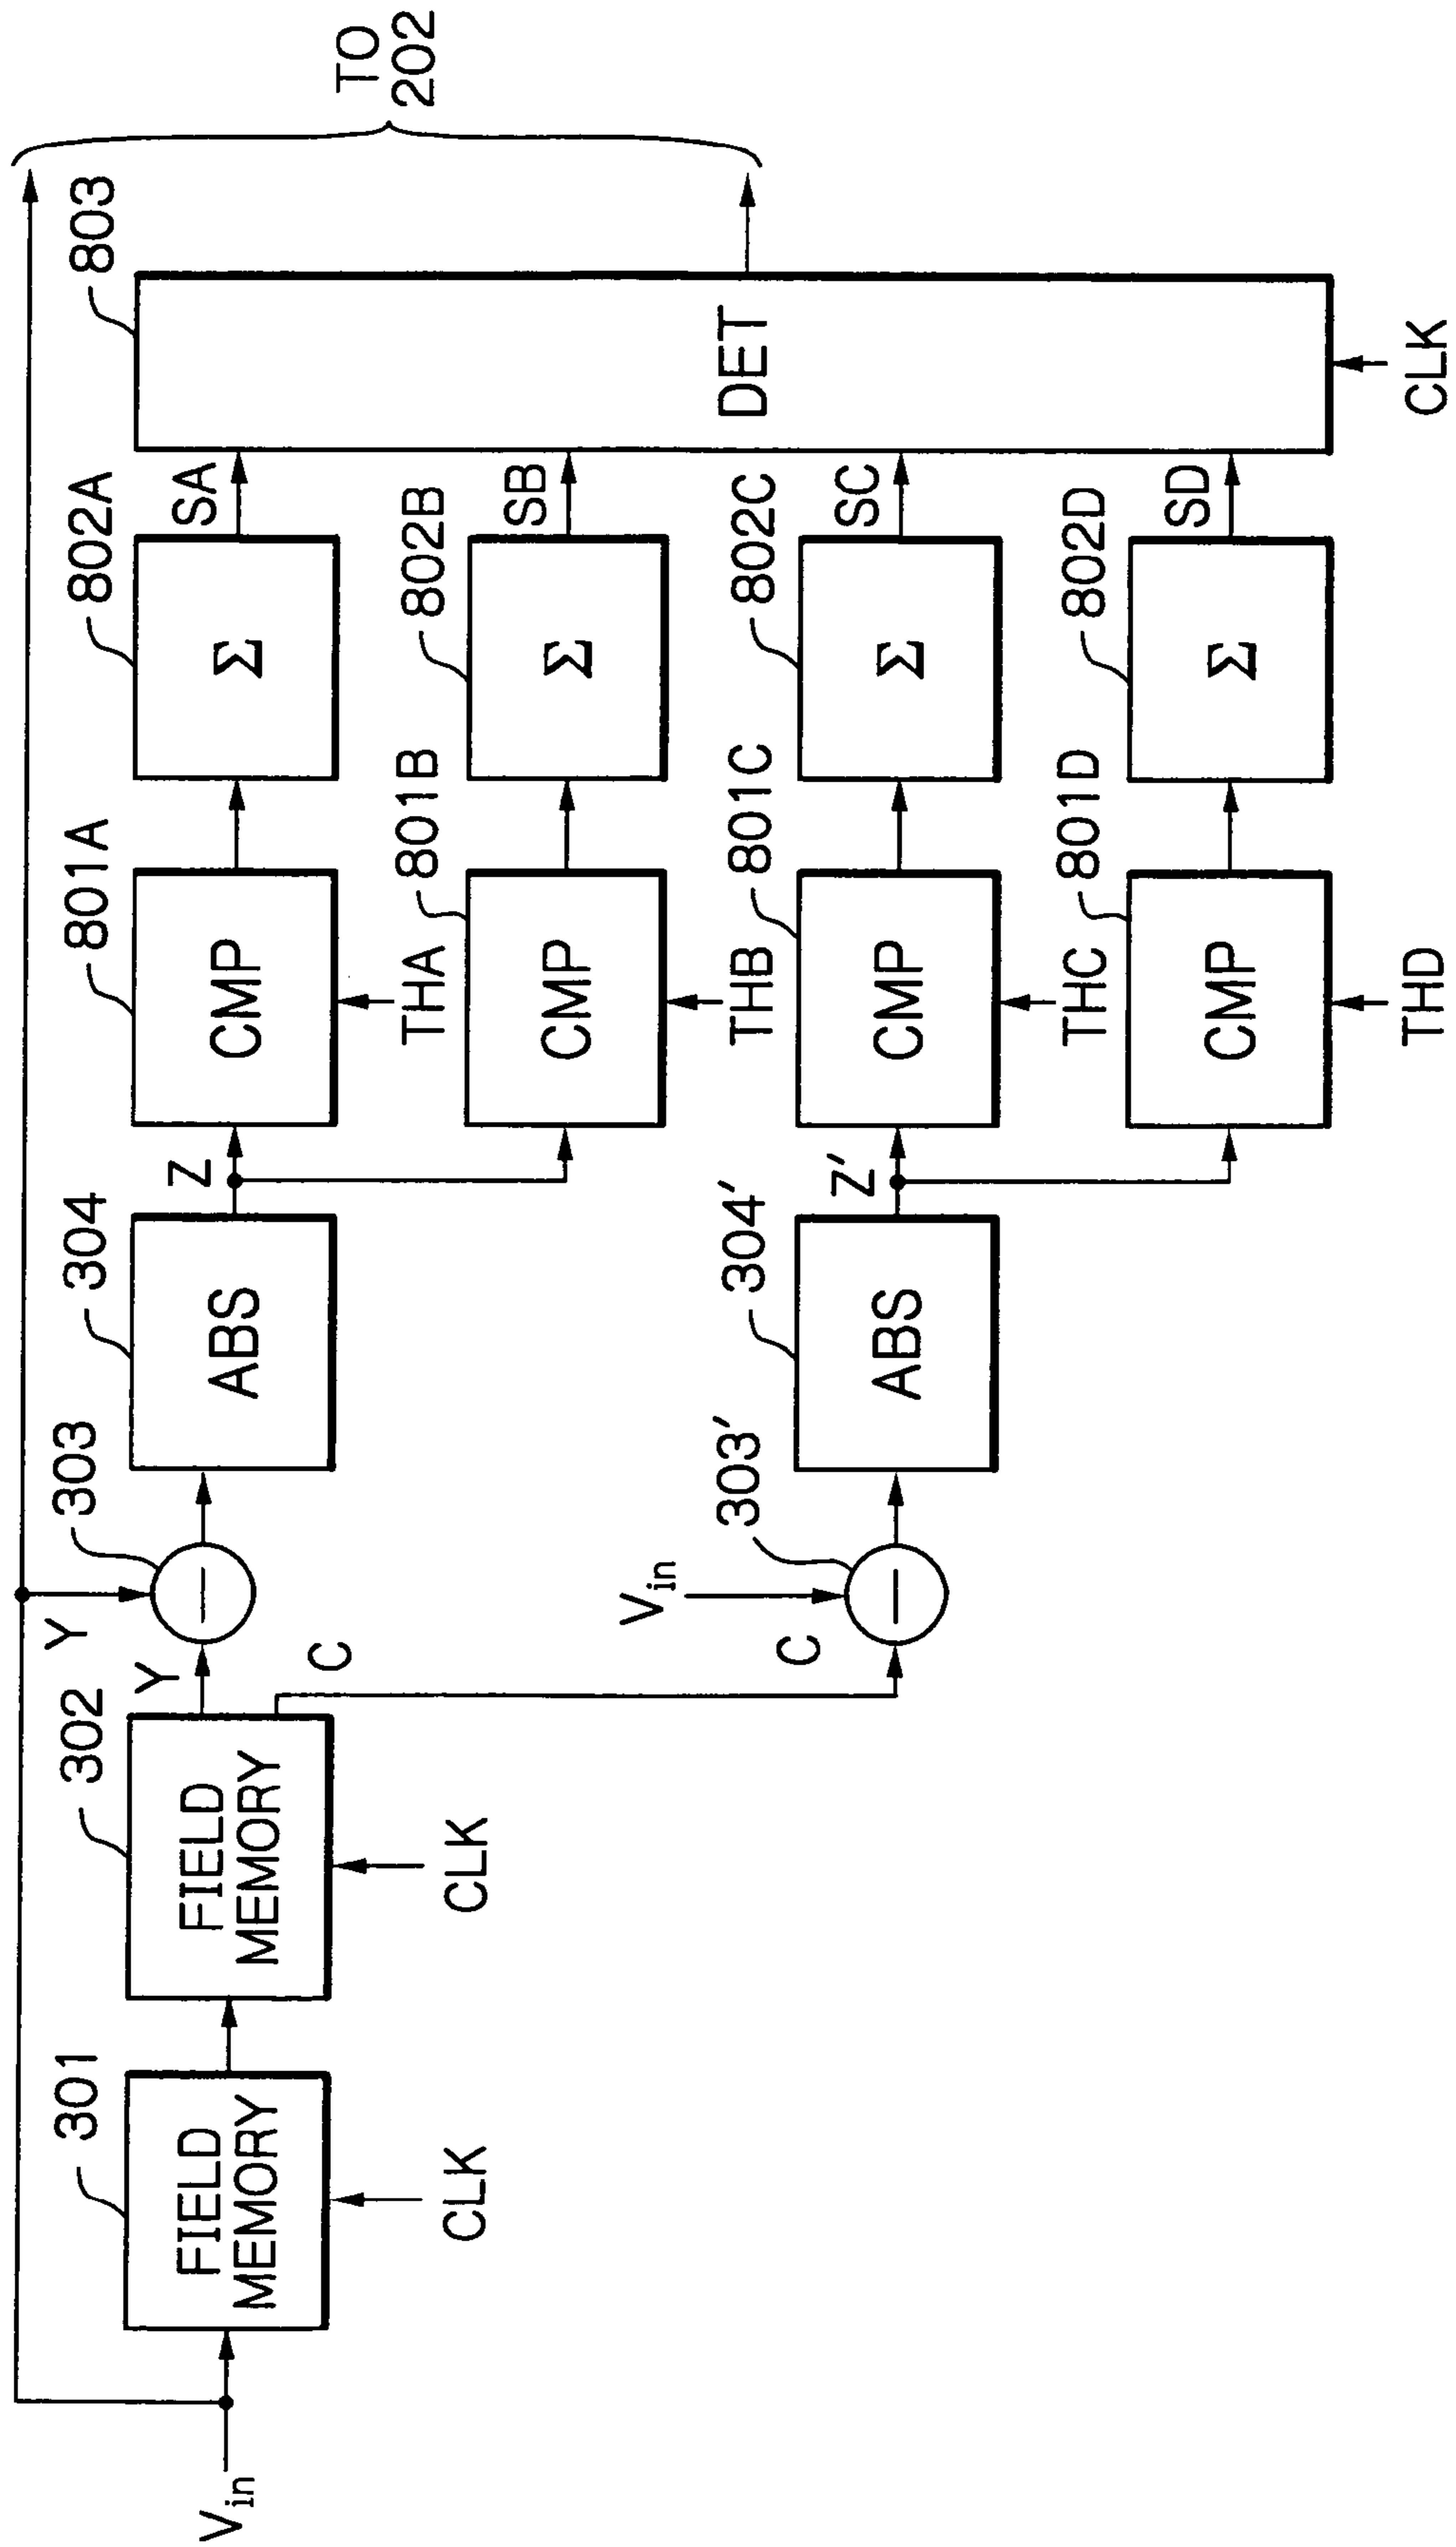 TO
202
803
DET
CLK
802A
SA
Σ
802B
SB
Σ
802C
SC
Σ
802D
SD
Σ
801A
CMP
THA
801B
CMP
THB
801C
CMP
THC
801D
CMP
THD
Z
304
ABS
Z′
304′
ABS
303
Y
—
Y
C
303′
Vin
—
C
302
FIELD
MEMORY
CLK
301
FIELD
MEMORY
CLK
Vin